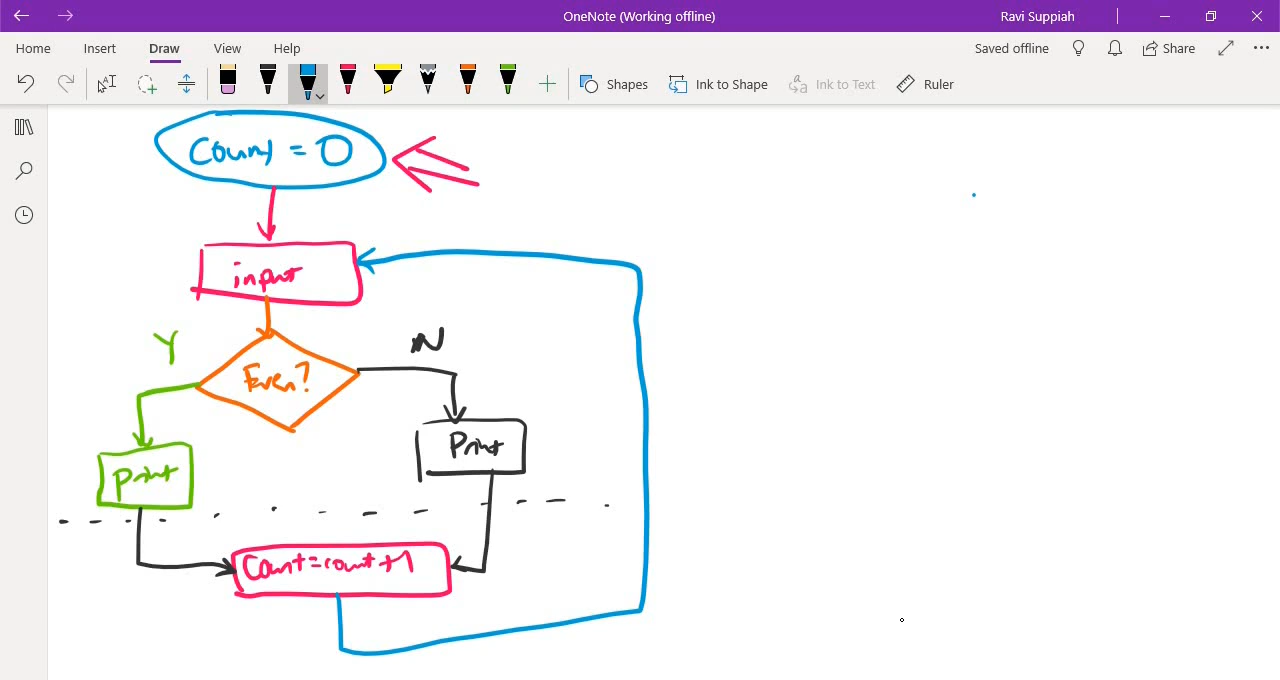 OneNote (Working offline)
Ravi Suppiah
Home Insert Draw View Help
Saved offline
Share
Shapes
Ink to Shape
Ink to Text
Ruler
Count = 0
input
Y
Even?
N
Print
Print
Count=count+1